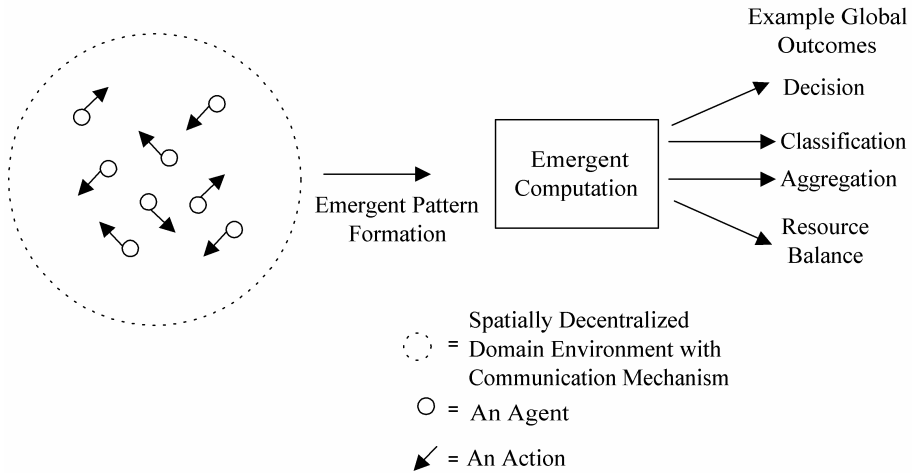 Example Global
Outcomes
Decision
Classification
Aggregation
Resource
Balance
Emergent
Computation
Emergent Pattern
Formation
= Spatially Decentralized
Domain Environment with
Communication Mechanism
= An Agent
= An Action